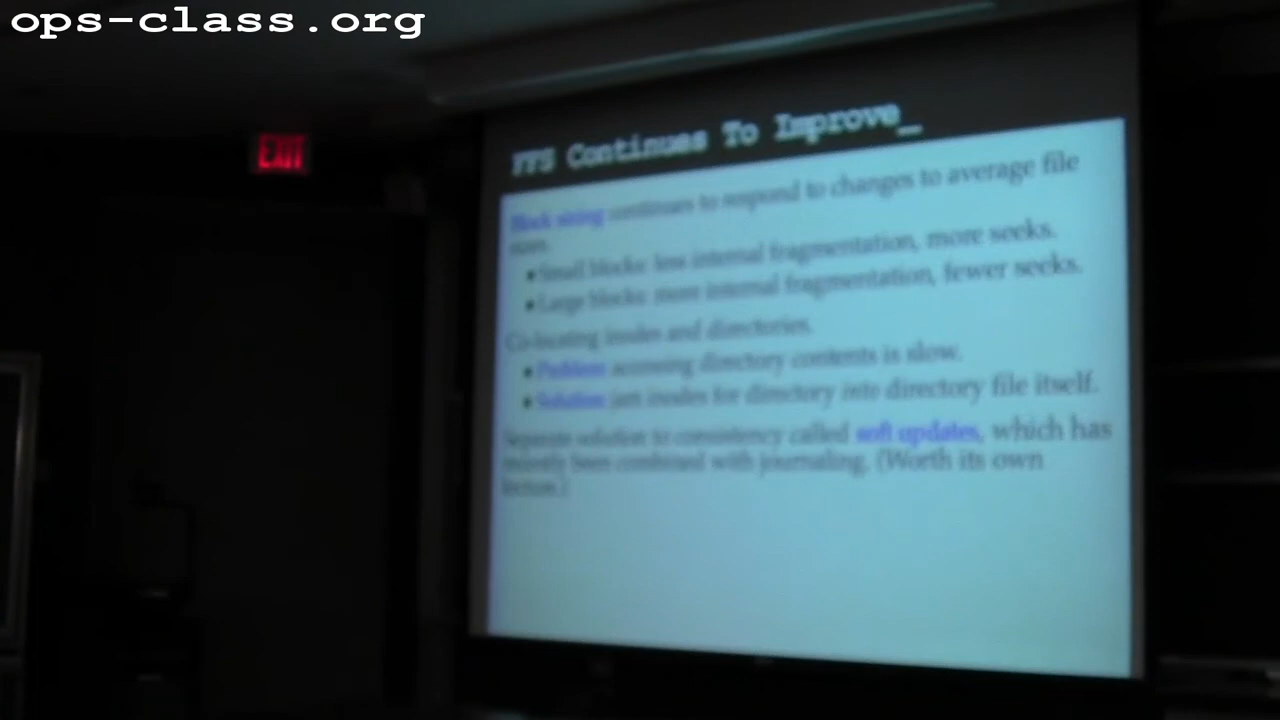 ops-class.org
EXIT
FFS Continues To Improve_
Block sizing continues to respond to changes to average file
sizes.
• Small blocks: less internal fragmentation, more seeks.
• Large blocks: more internal fragmentation, fewer seeks.
Co-locating inodes and directories.
• Problem: accessing directory contents is slow.
• Solution: jam inodes for directory into directory file itself.
Separate solution to consistency called soft updates, which has
recently been combined with journaling. (Worth its own
lecture.)